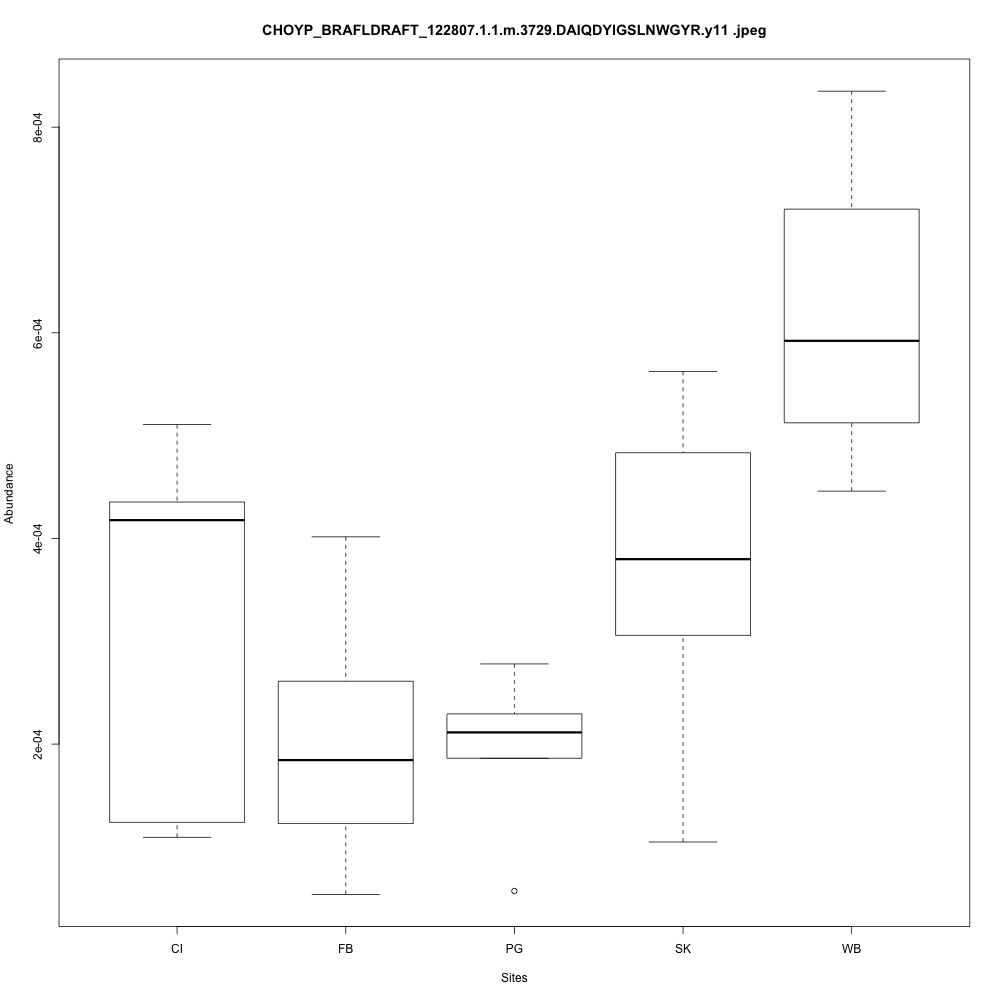 CHOYP_BRAFLDRAFT_122807.1.1.m.3729.DAIQDYIGSLNWGYR.y11 .jpeg
8e-04
6e-04
4e-04
2e-04
Abundance
CI FB PG SK WB
Sites